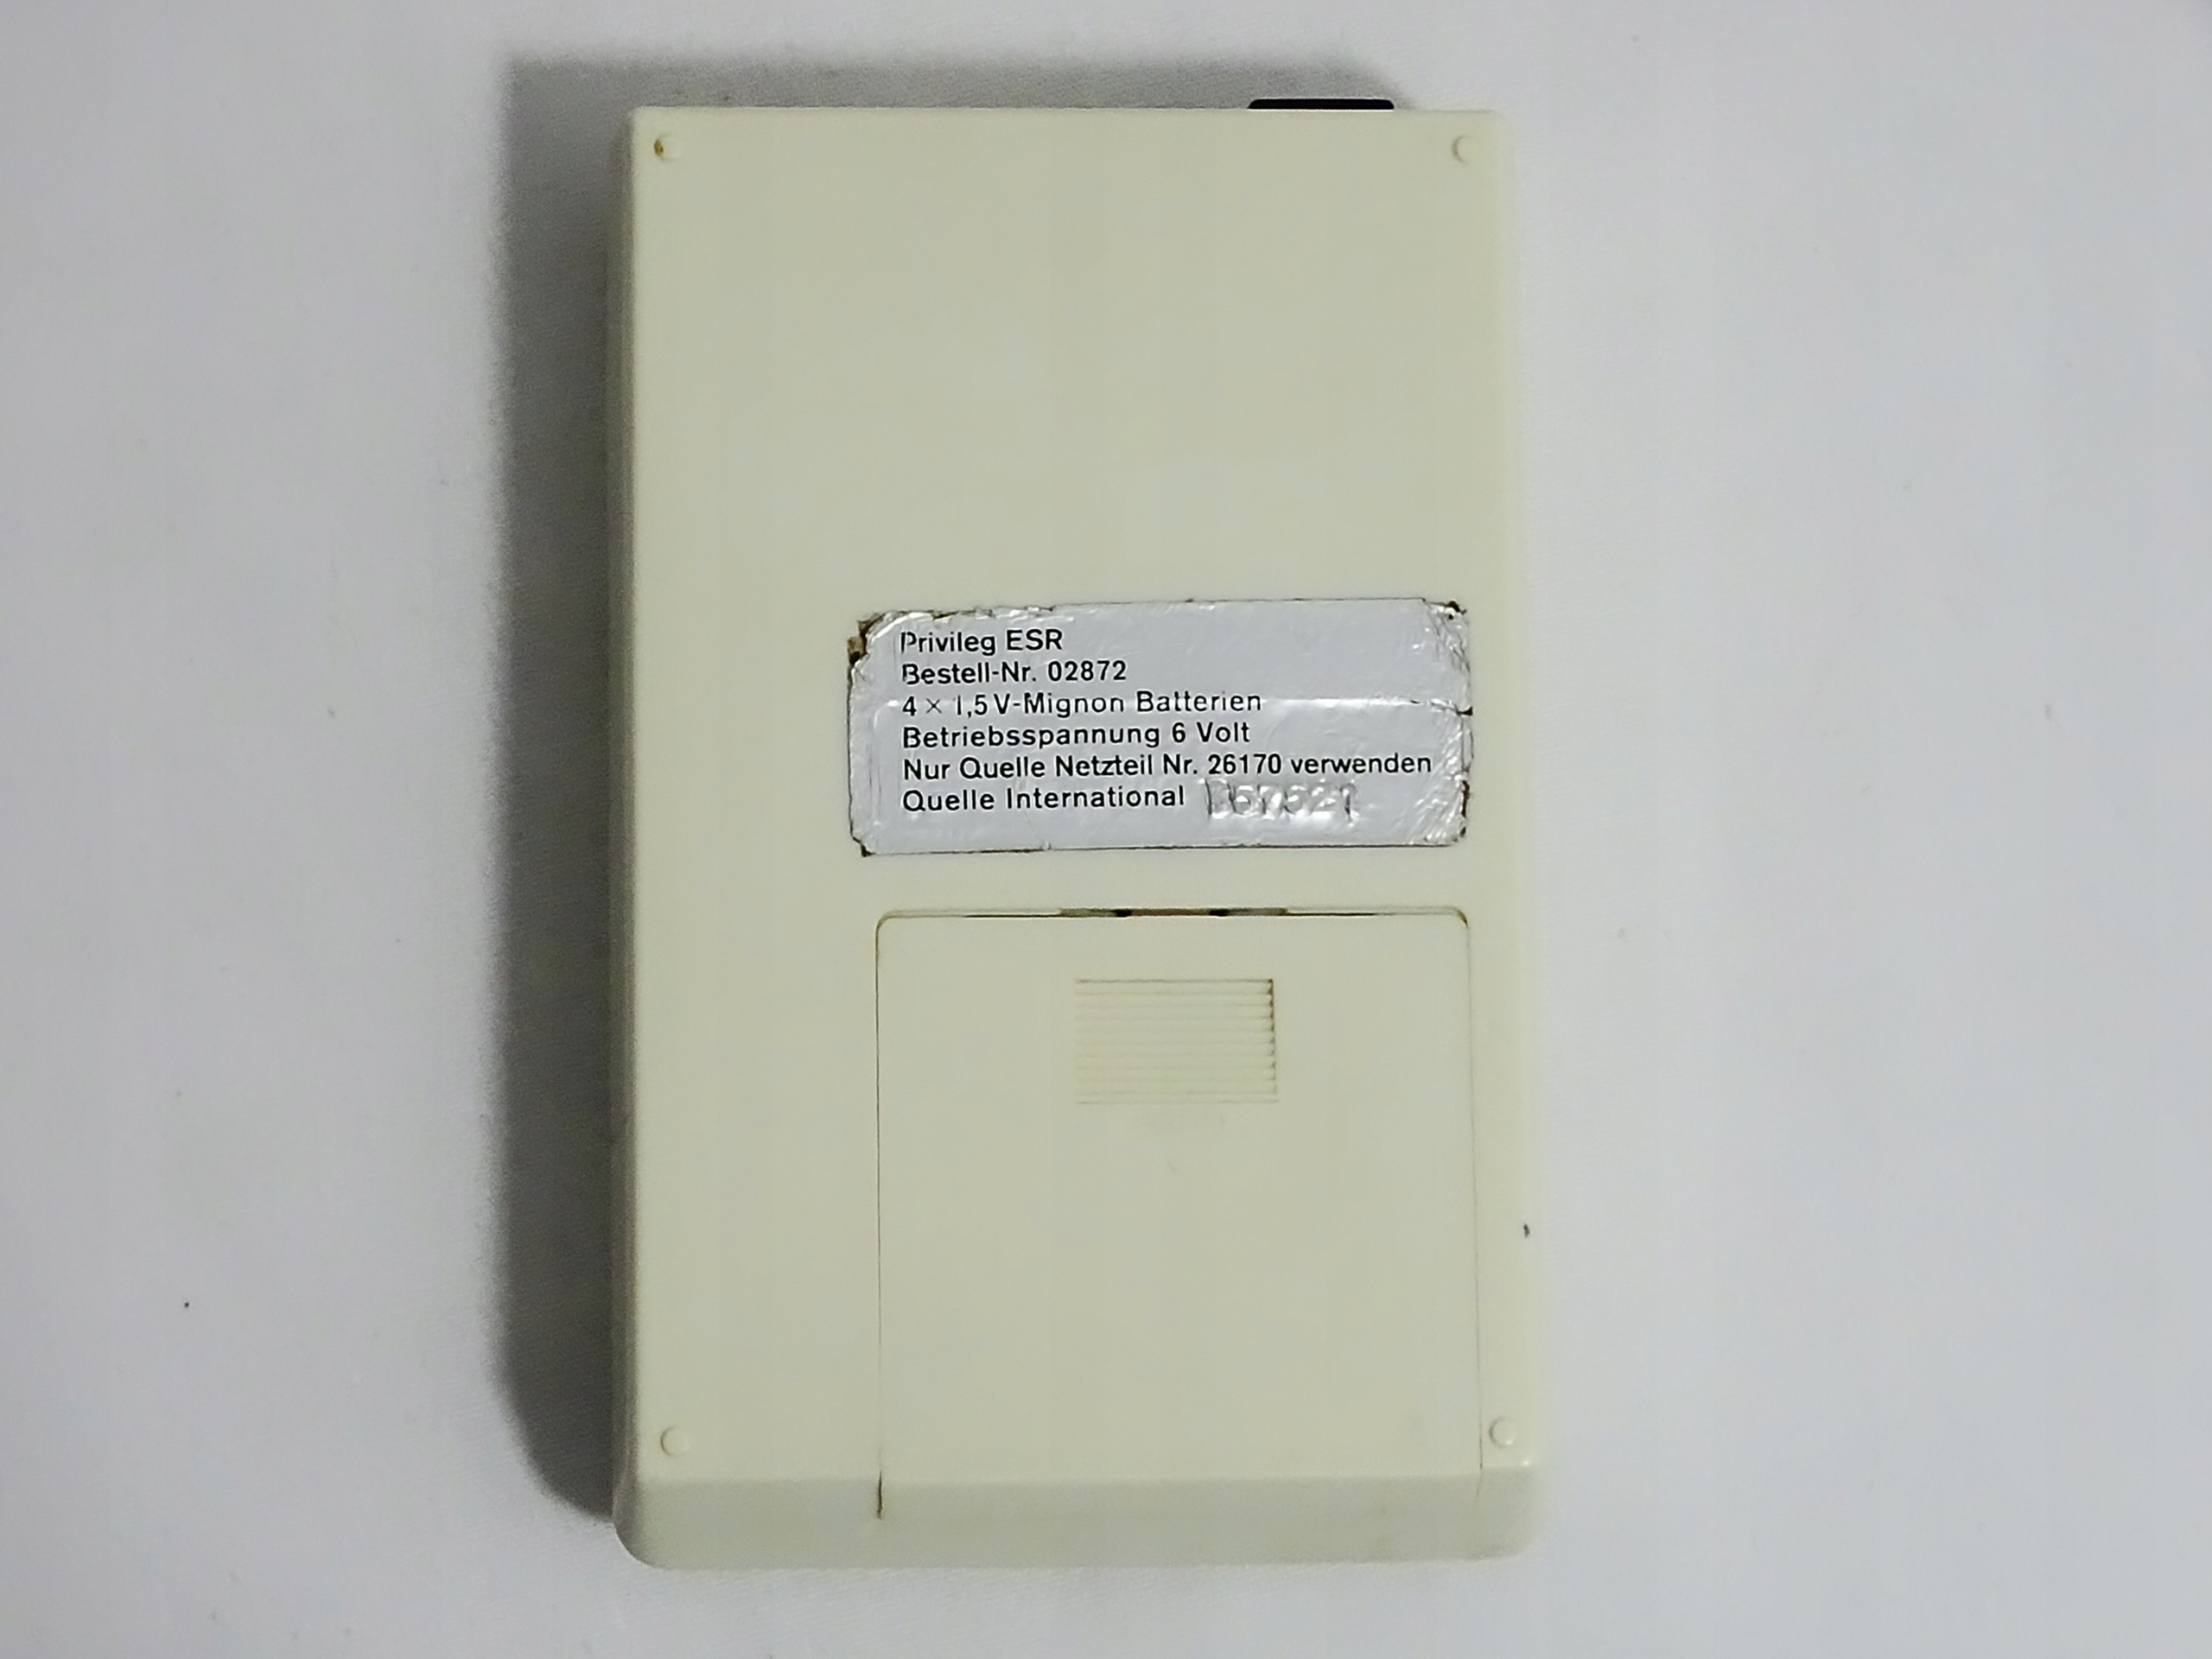 Privileg ESR
Bestell-Nr. 02872
4 × 1,5 V-Mignon Batterien
Betriebsspannung 6 Volt
Nur Quelle Netzteil Nr. 26170 verwenden
Quelle International